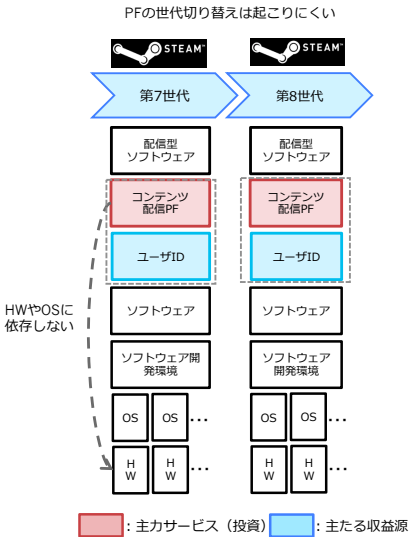 PFの世代切り替えは起こりにくい
STEAM™
STEAM™
第7世代
第8世代
配信型
ソフトウェア
配信型
ソフトウェア
コンテンツ
配信PF
コンテンツ
配信PF
ユーザID
ユーザID
HWやOSに
依存しない
ソフトウェア
ソフトウェア
ソフトウェア開
発環境
ソフトウェア
開発環境
OS
OS
...
OS
OS
...
H
W
H
W
...
H
W
H
W
...
: 主力サービス（投資）
: 主たる収益源